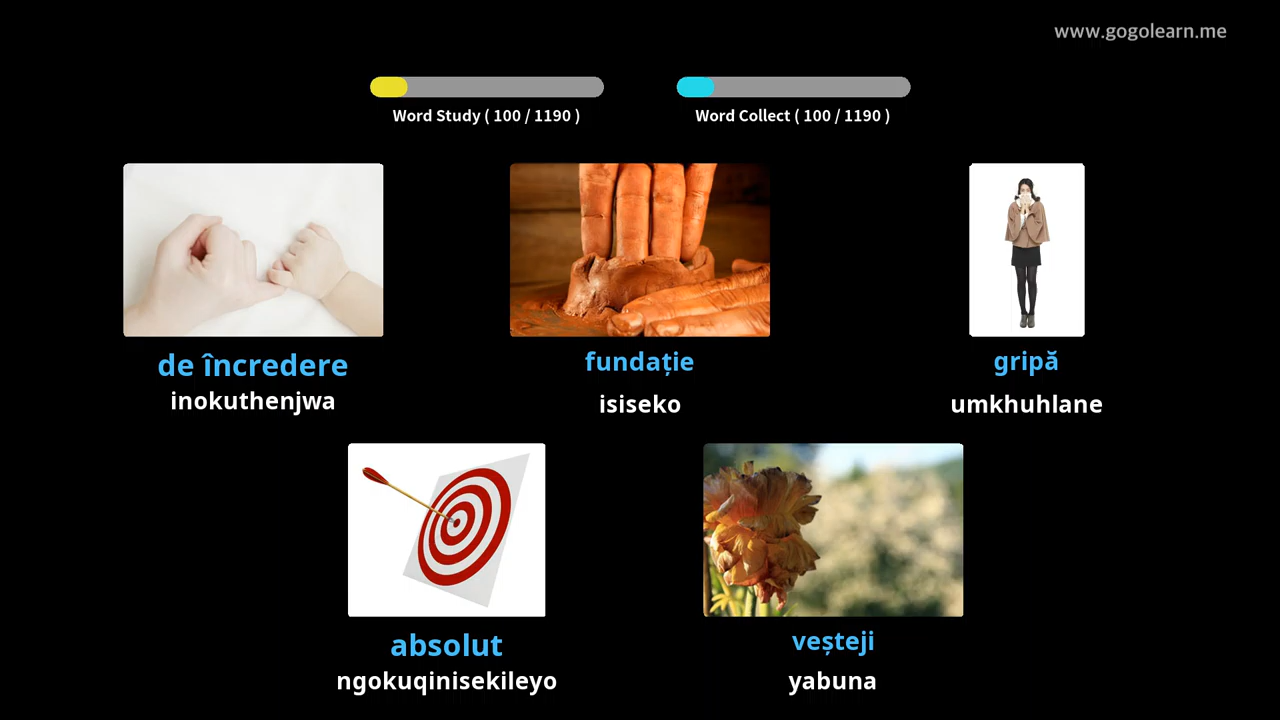 www.gogolearn.me
Word Study ( 100 / 1190 )
Word Collect ( 100 / 1190 )
de încredere
inokuthenjwa
fundație
isiseko
gripă
umkhuhlane
absolut
ngokuqinisekileyo
veșteji
yabuna